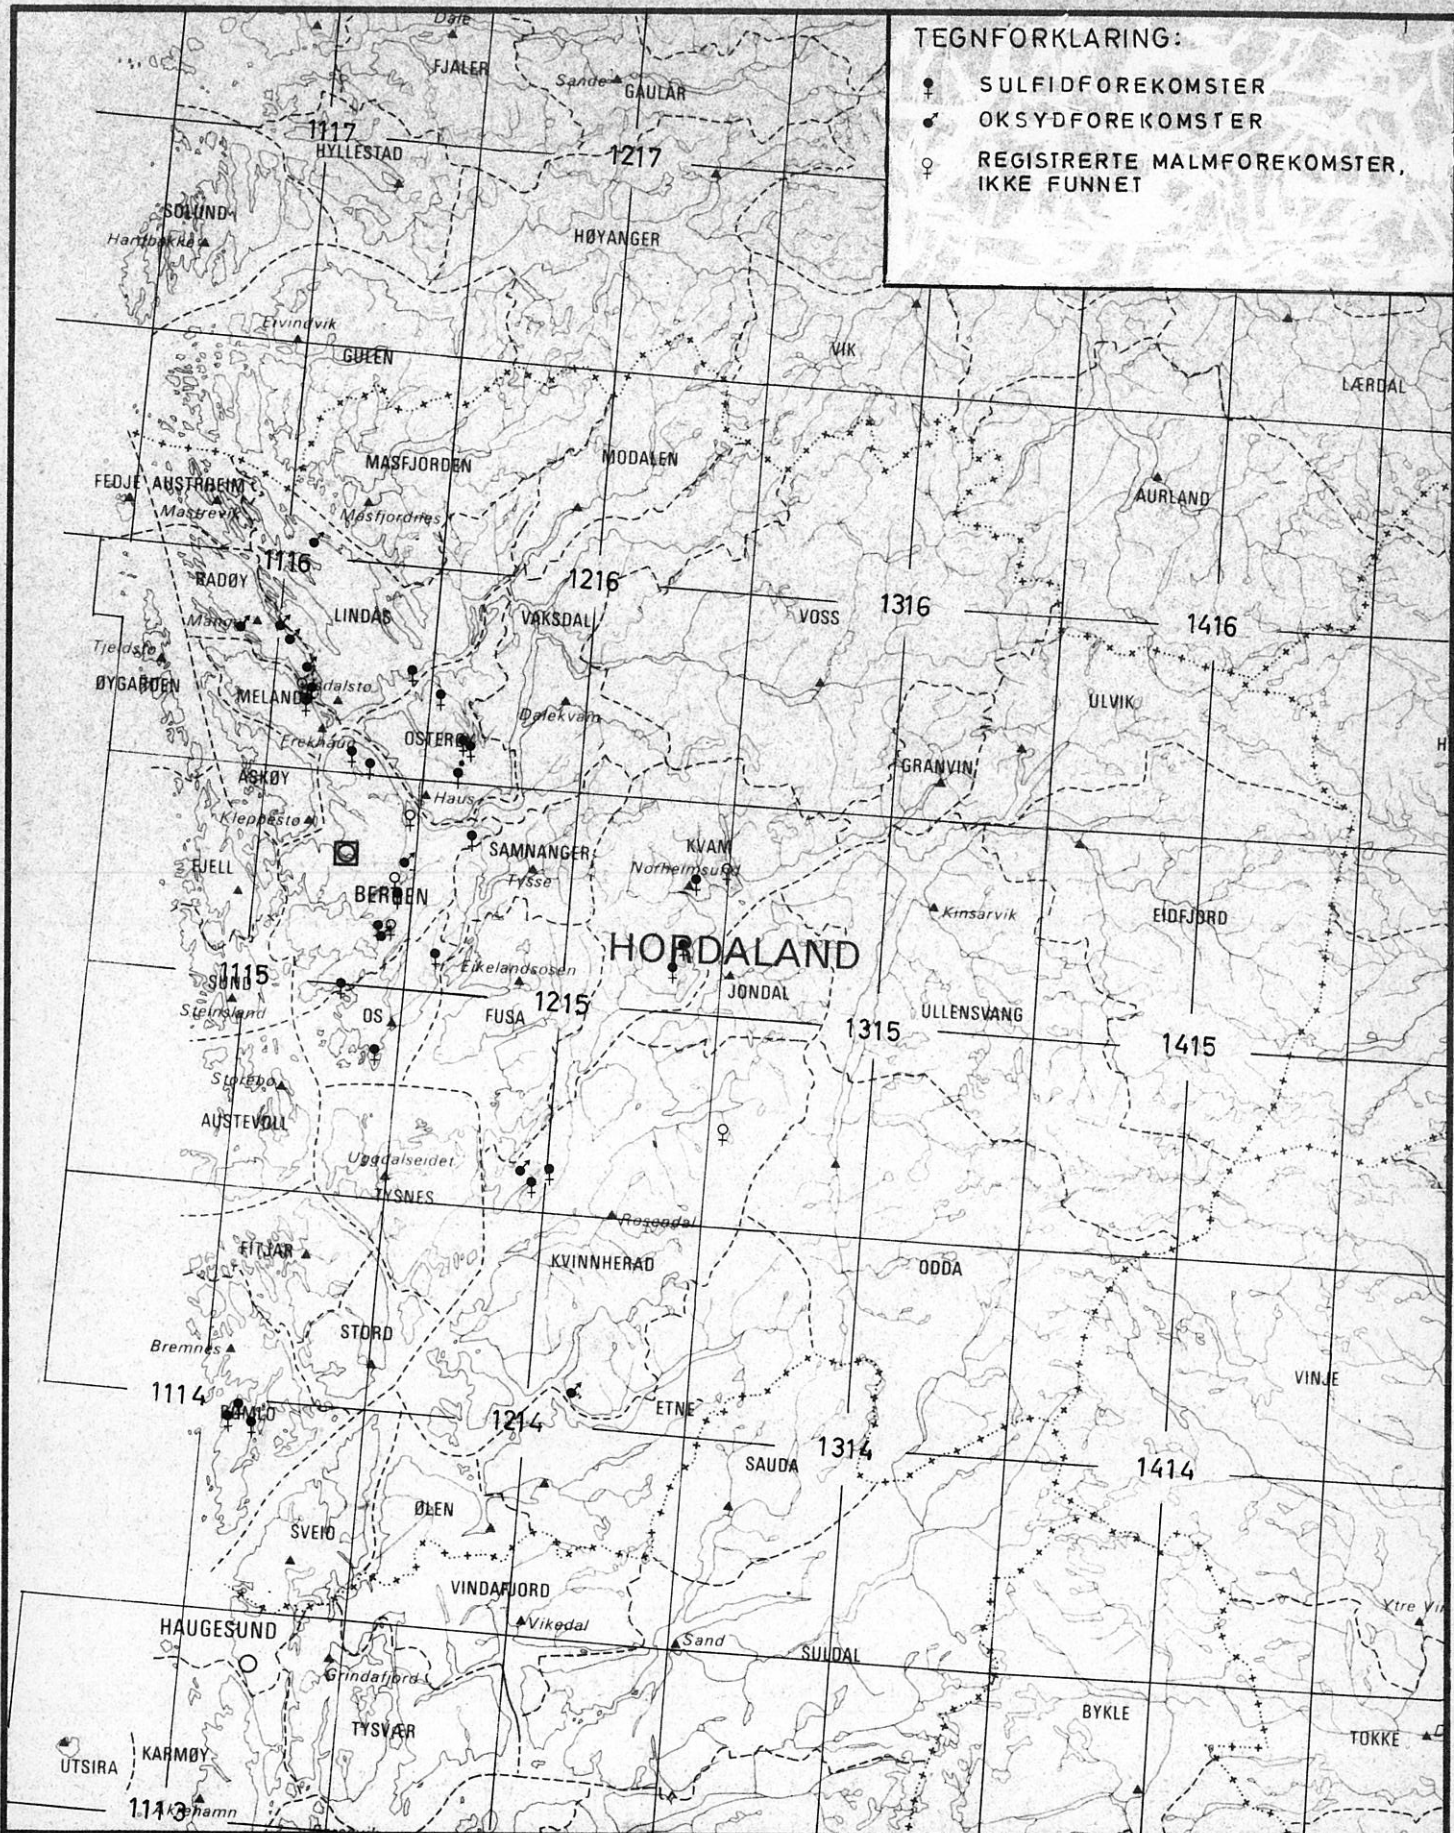 TEGNFORKLARING:
SULFIDFOREKOMSTER
OKSYDFOREKOMSTER
REGISTRERTE MALMFOREKOMSTER,
IKKE FUNNET
Dale
FJALER
Sande
GAULAR
1117
HYLLESTAD
1217
SOLUND
Hardbakke
HØYANGER
Eivindvik
GULEN
VIK
LÆRDAL
MASFJORDEN
MODALEN
FEDJE
AUSTRHEIM
Mastrevik
Masfjordnes
AURLAND
1116
1216
1316
1416
RADØY
LINDÅS
VAKSDAL
VOSS
Manger
Tjeldstø
ØYGARDEN
MELAND
Dalekvam
ULVIK
OSTERØY
GRANVIN
ASKØY
Haus
Kleppestø
SAMNANGER
KVAM
Norheimsund
FJELL
Tysse
BERGEN
Kinsarvik
EIDFJORD
HORDALAND
1115
SUND
Eikelandsosen
JONDAL
Steinsland
OS
FUSA
1215
1315
ULLENSVANG
1415
Storebø
AUSTEVOLL
Uggdalseidet
TYSNES
Rosendal
FITJAR
KVINNHERAD
ODDA
STORD
Bremnes
VINJE
1114
BØMLO
1214
ETNE
1314
SAUDA
1414
ØLEN
SVEIO
VINDAFJORD
Vikedal
HAUGESUND
Sand
SULDAL
Grindafjord
TYSVÆR
BYKLE
TOKKE
UTSIRA
KARMØY
1113